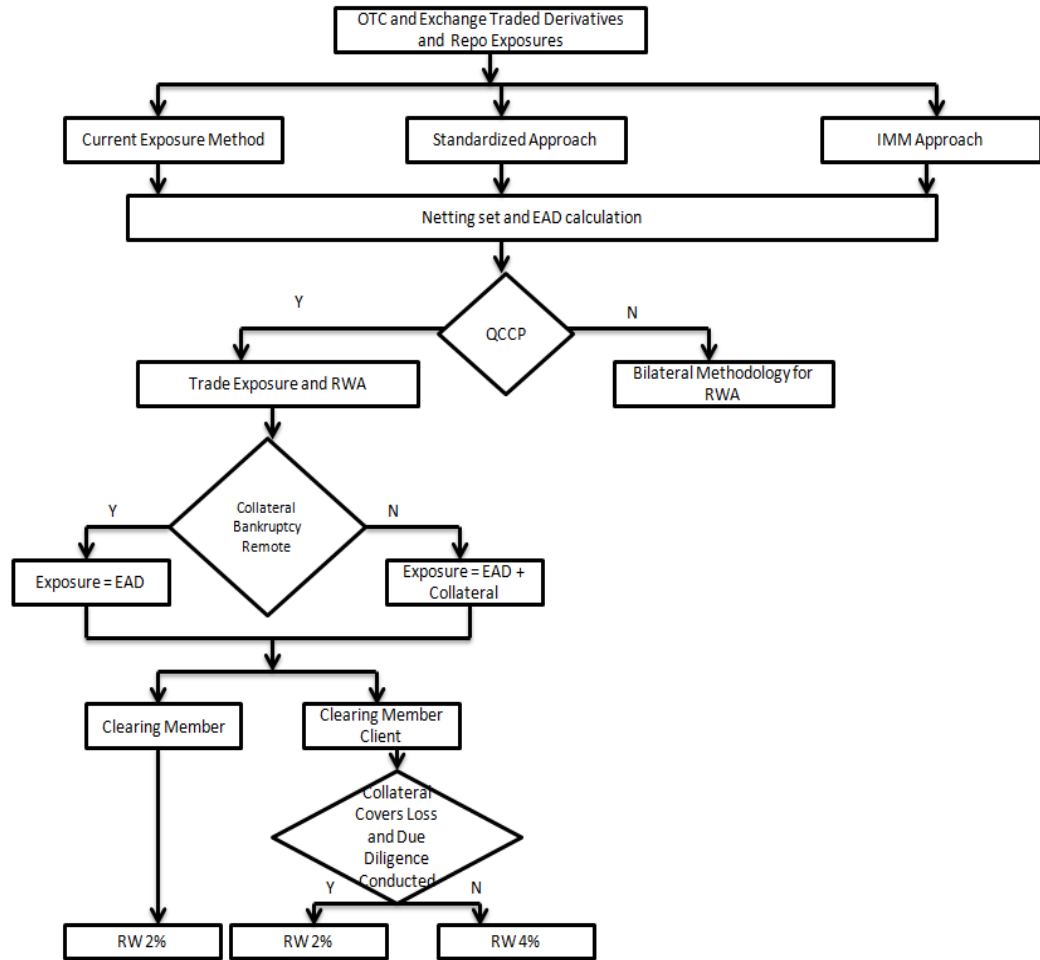 OTC and Exchange Traded Derivatives
and Repo Exposures
Current Exposure Method
Standardized Approach
IMM Approach
Netting set and EAD calculation
Y
QCCP
N
Trade Exposure and RWA
Bilateral Methodology for
RWA
Y
Collateral
Bankruptcy
Remote
N
Exposure = EAD
Exposure = EAD +
Collateral
Clearing Member
Clearing Member
Client
Collateral
Covers Loss
and Due
Diligence
Conducted
Y
N
RW 2%
RW 2%
RW 4%